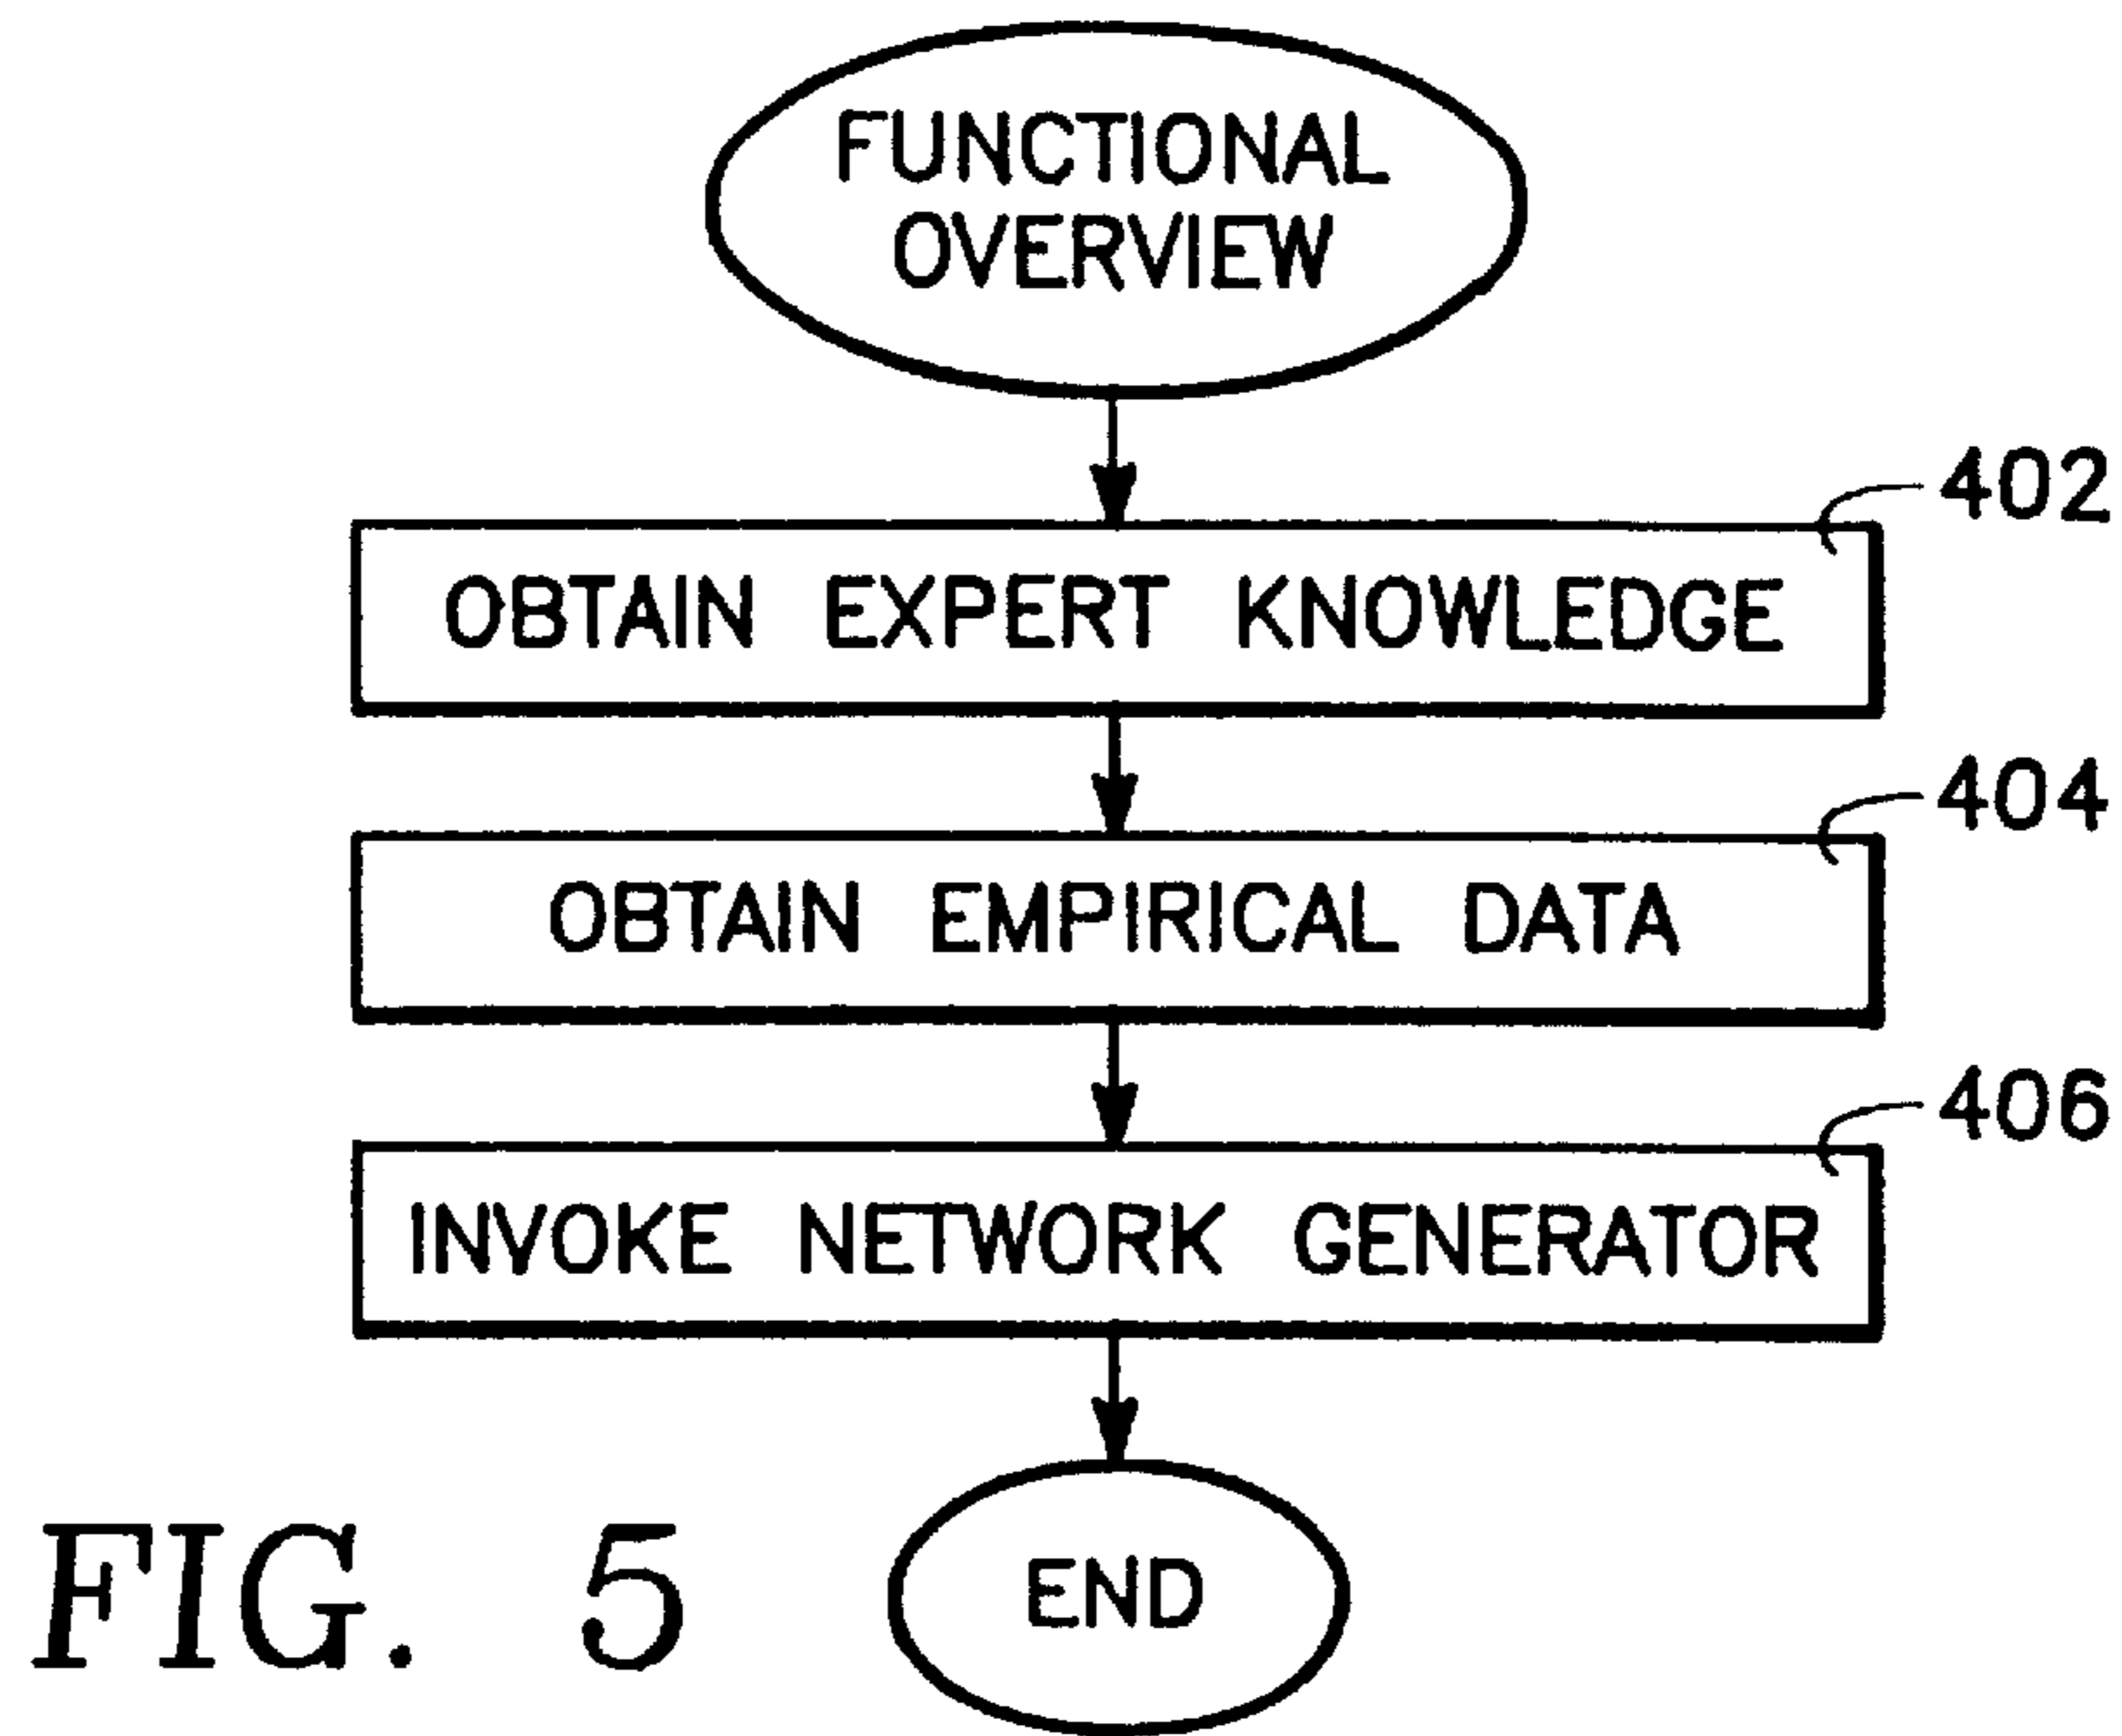 FUNCTIONAL
OVERVIEW
402
OBTAIN EXPERT KNOWLEDGE
404
OBTAIN EMPIRICAL DATA
406
INVOKE NETWORK GENERATOR
END
FIG. 5